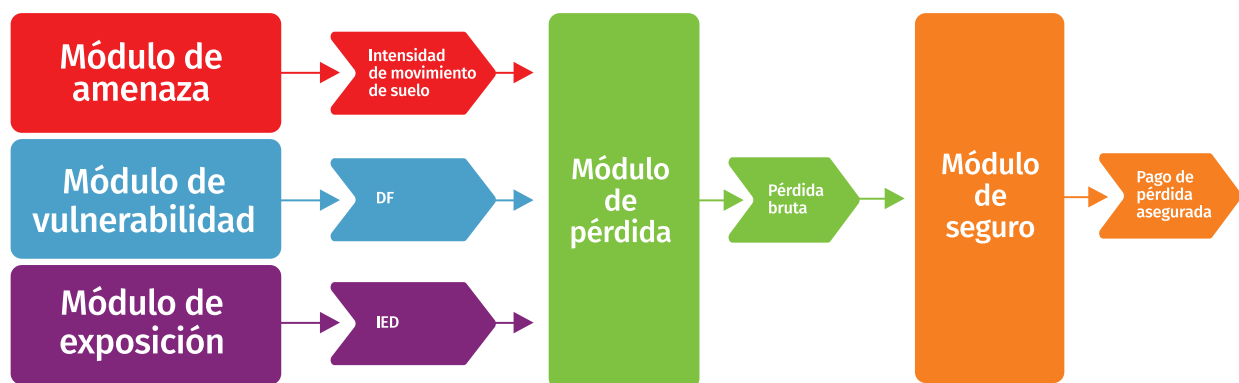 Módulo de
amenaza
Intensidad
de movimiento
de suelo
Módulo de
vulnerabilidad
DF
Módulo de
exposición
IED
Módulo
de
pérdida
Pérdida
bruta
Módulo
de
seguro
Pago de
pérdida
asegurada